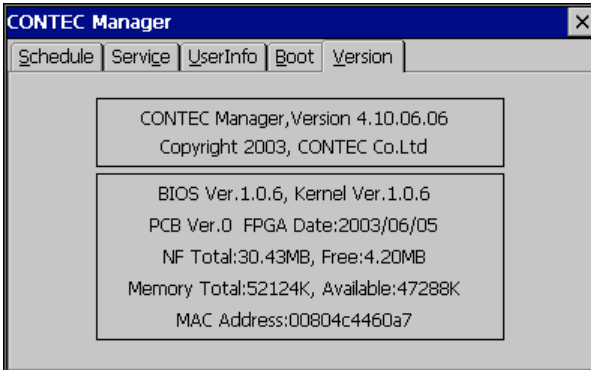 CONTEC Manager
Schedule Service UserInfo Boot Version
CONTEC Manager,Version 4.10.06.06
Copyright 2003, CONTEC Co.Ltd
BIOS Ver.1.0.6, Kernel Ver.1.0.6
PCB Ver.0 FPGA Date:2003/06/05
NF Total:30.43MB, Free:4.20MB
Memory Total:52124K, Available:47288K
MAC Address:00804c4460a7